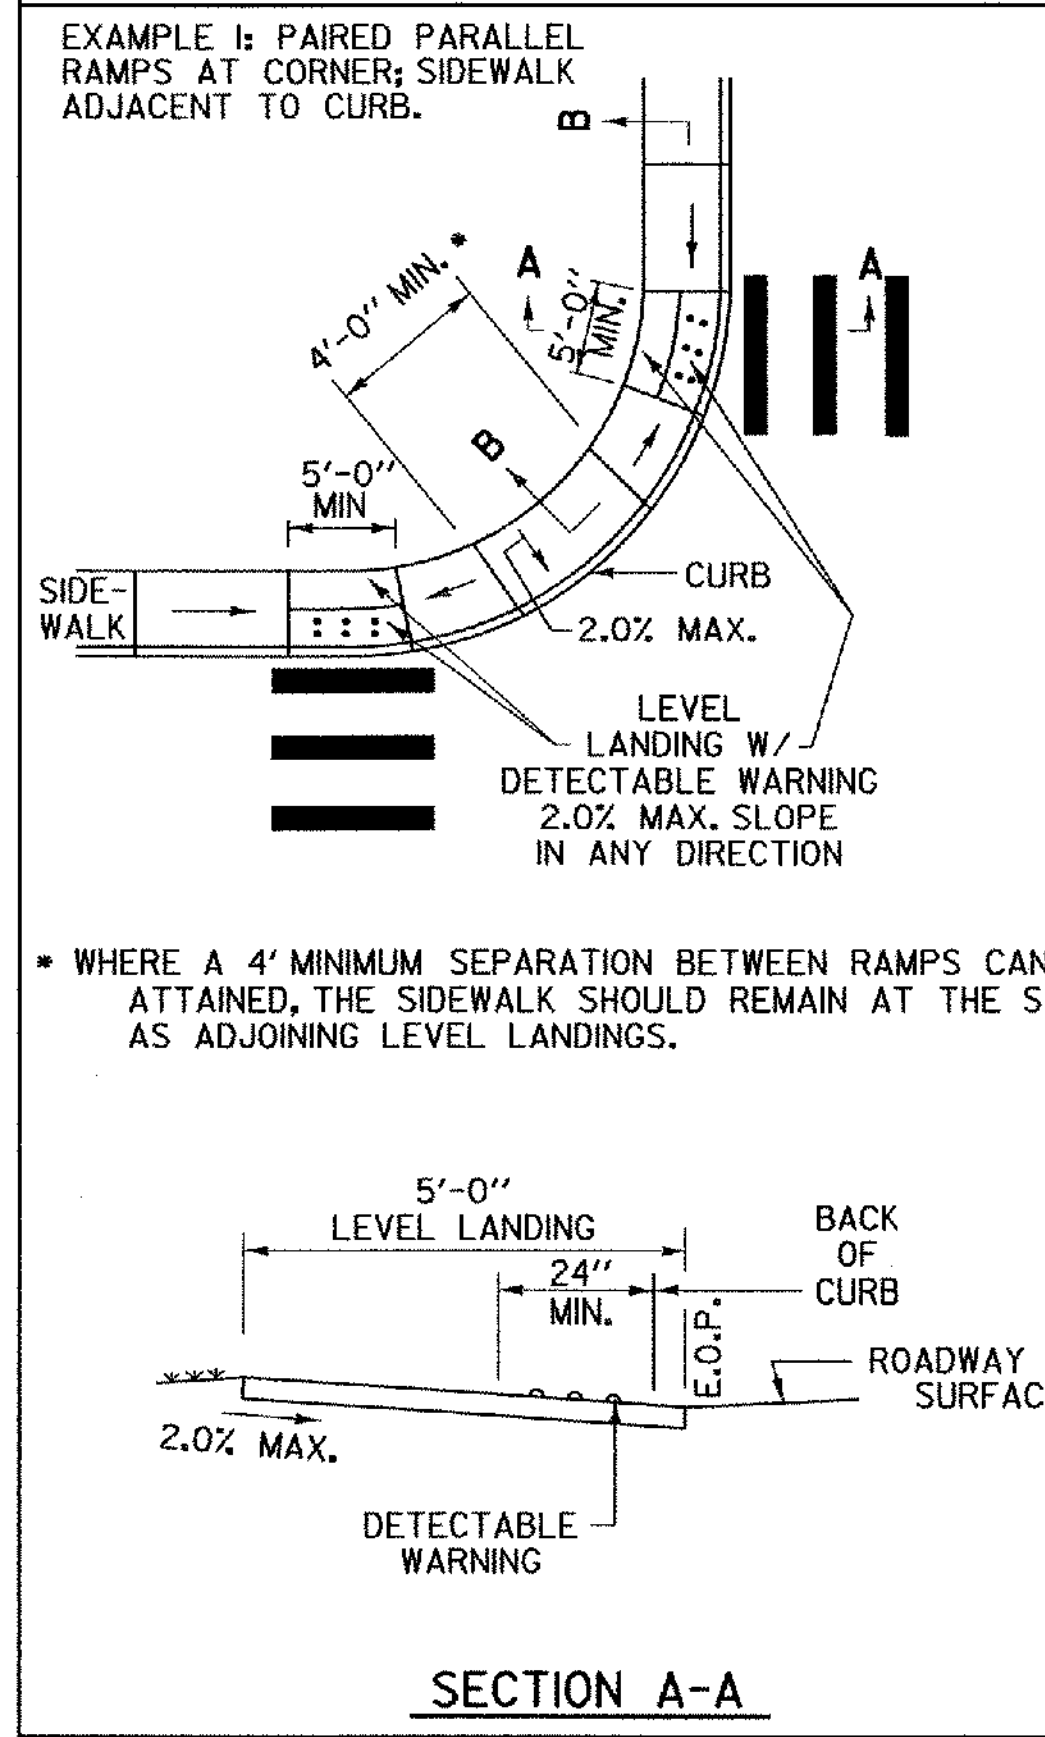 EXAMPLE 1: PAIRED PARALLEL
RAMPS AT CORNER; SIDEWALK
ADJACENT TO CURB.
B
4'-0" MIN. *
A
A
5'-0"
MIN.
B
5'-0"
MIN
SIDE-
WALK
CURB
2.0% MAX.
LEVEL
LANDING W/
DETECTABLE WARNING
2.0% MAX. SLOPE
IN ANY DIRECTION
* WHERE A 4' MINIMUM SEPARATION BETWEEN RAMPS CAN
ATTAINED, THE SIDEWALK SHOULD REMAIN AT THE S
AS ADJOINING LEVEL LANDINGS.
5'-0"
LEVEL LANDING
BACK
OF
CURB
24"
MIN.
E.O.P.
ROADWAY
SURFAC
2.0% MAX.
DETECTABLE
WARNING
SECTION A-A